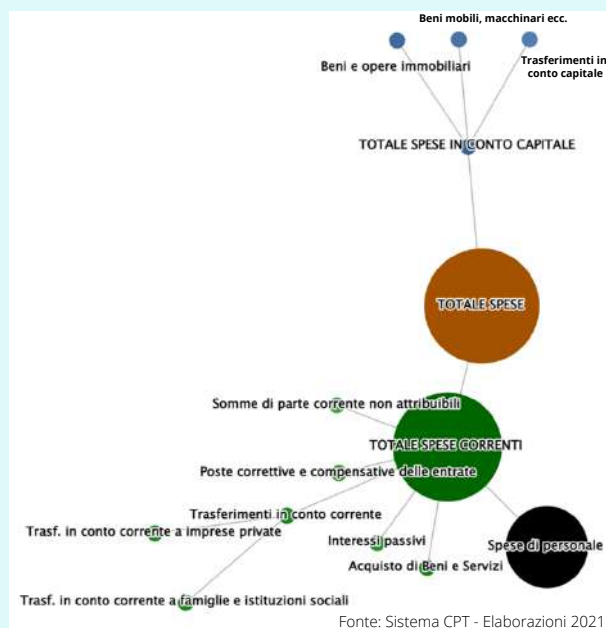 Beni mobili, macchinari ecc.
Beni e opere immobiliari
Trasferimenti in
conto capitale
TOTALE SPESE IN CONTO CAPITALE
TOTALE SPESE
Somme di parte corrente non attribuibili
TOTALE SPESE CORRENTI
Poste correttive e compensative delle entrate
Trasferimenti in conto corrente
Trasf. in conto corrente a imprese private
Interessi passivi
Spese di personale
Acquisto di Beni e Servizi
Trasf. in conto corrente a famiglie e istituzioni sociali
Fonte: Sistema CPT - Elaborazioni 2021